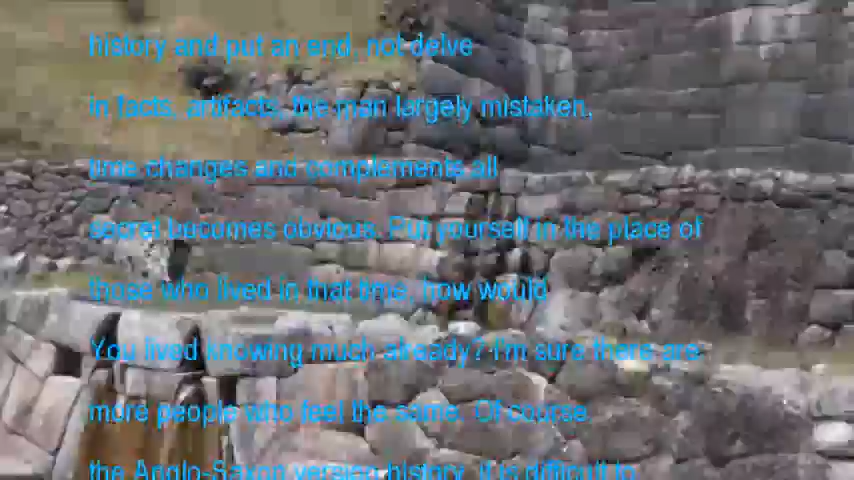 history and put an end, not delve
in facts, artifacts, the man largely mistaken,
time changes and complements all
secret becomes obvious. Put yourself in the place of
those who lived in that time, how would
You lived knowing much already? I'm sure there are
more people who feel the same. Of course
the Anglo-Saxon version history, it is difficult to